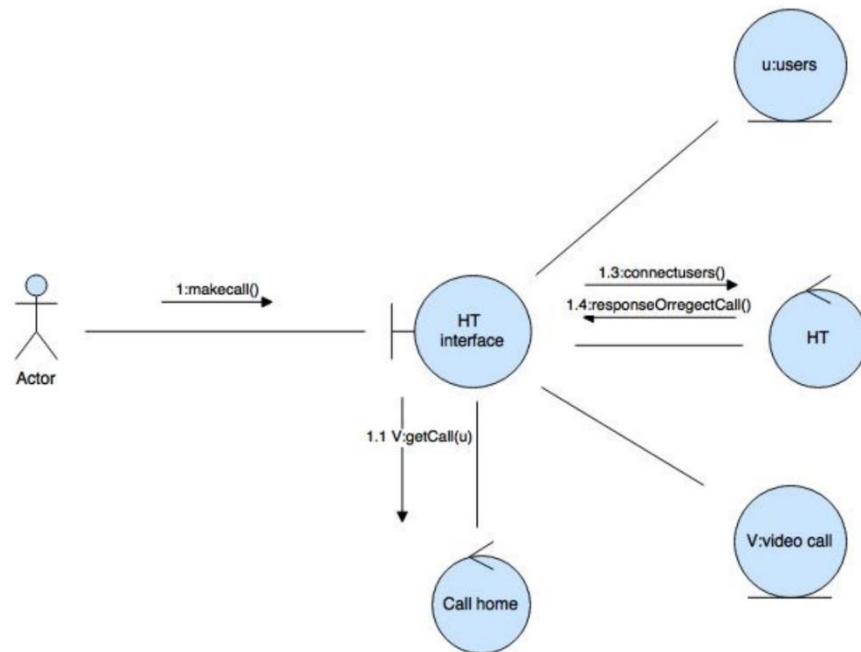 u:users
1.3:connectusers()
1:makecall()
1.4:responseOrregectCall()
HT
interface
HT
Actor
1.1 V:getCall(u)
V:video call
Call home